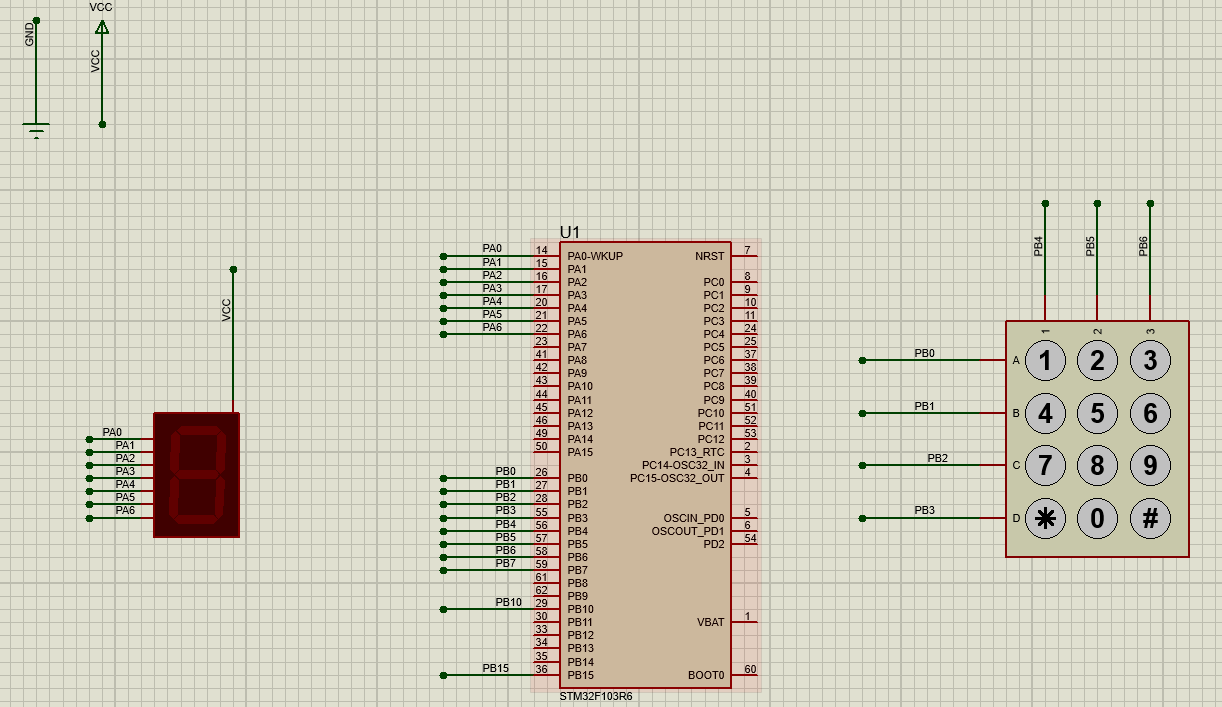 VCC
GND
VCC
VCC
PA0
PA1
PA2
PA3
PA4
PA5
PA6
U1
PA0 14 PA0-WKUP NRST 7
PA1 15 PA1
PA2 16 PA2 PC0 8
PA3 17 PA3 PC1 9
PA4 20 PA4 PC2 10
PA5 21 PA5 PC3 11
PA6 22 PA6 PC4 24
23 PA7 PC5 25
41 PA8 PC6 37
42 PA9 PC7 38
43 PA10 PC8 39
44 PA11 PC9 40
45 PA12 PC10 51
46 PA13 PC11 52
49 PA14 PC12 53
50 PA15 PC13_RTC 2
PC14-OSC32_IN 3
PB0 26 PB0 PC15-OSC32_OUT 4
PB1 27 PB1
PB2 28 PB2
PB3 55 PB3 OSCIN_PD0 5
PB4 56 PB4 OSCOUT_PD1 6
PB5 57 PB5 PD2 54
PB6 58 PB6
PB7 59 PB7
61 PB8
62 PB9
PB10 29 PB10
30 PB11 VBAT 1
33 PB12
34 PB13
35 PB14
PB15 36 PB15 BOOT0 60
STM32F103R6
PB4 PB5 PB6
1 2 3
PB0 A 1 2 3
PB1 B 4 5 6
PB2 C 7 8 9
PB3 D * 0 #